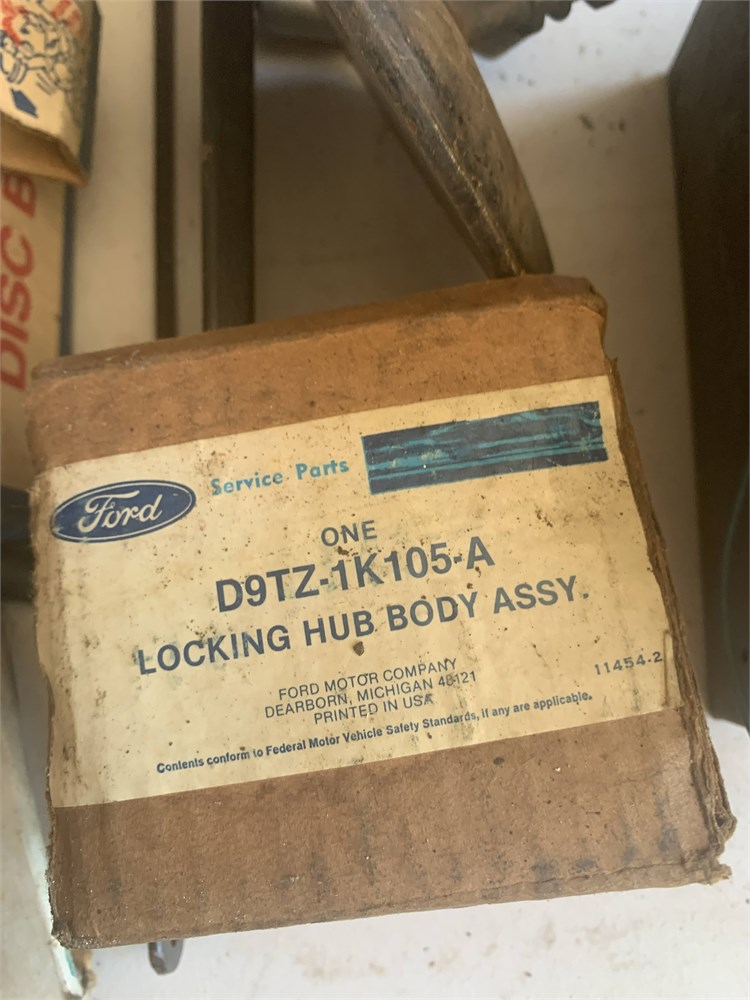 DISC B
Ford
Service Parts
ONE
D9TZ-1K105-A
LOCKING HUB BODY ASSY.
FORD MOTOR COMPANY
DEARBORN, MICHIGAN 48121
PRINTED IN USA
11454-2
Contents conform to Federal Motor Vehicle Safety Standards, if any are applicable.